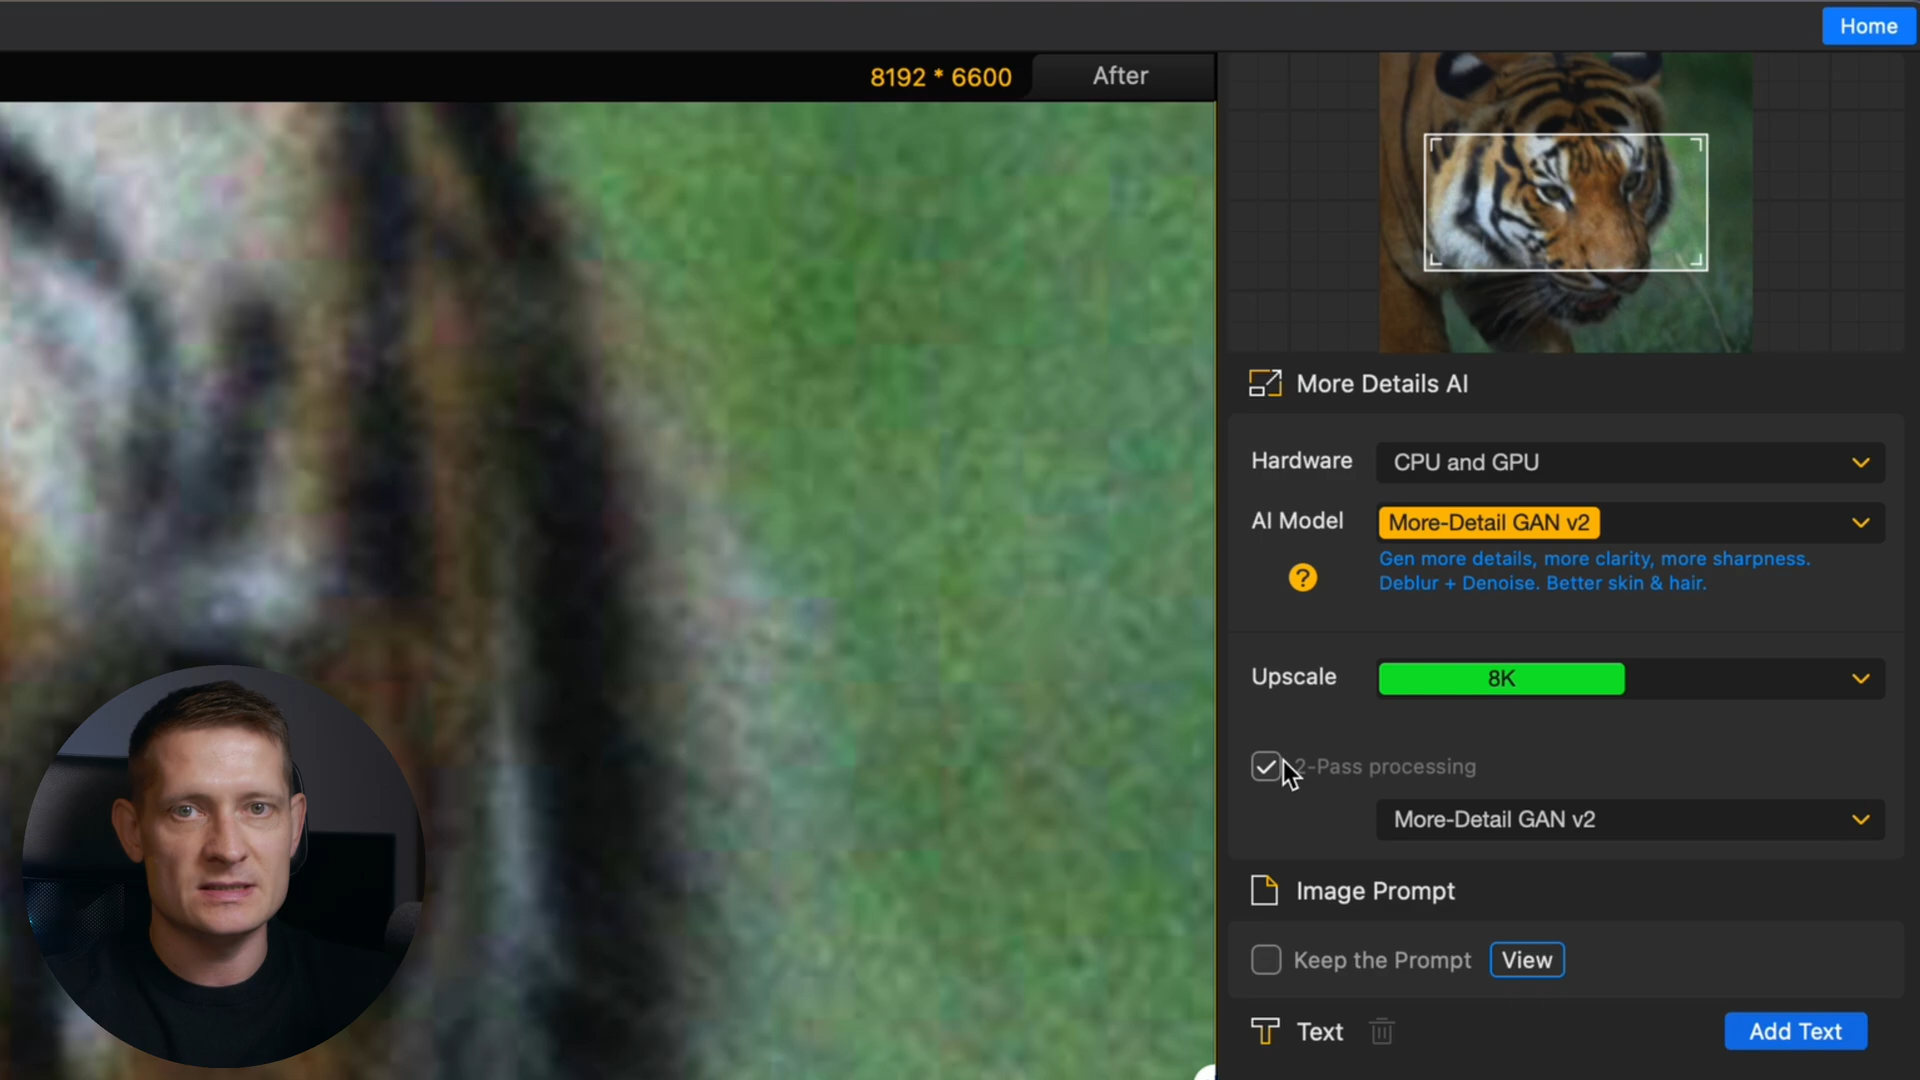 Home
8192 * 6600
After
More Details AI
Hardware
CPU and GPU
AI Model
More-Detail GAN v2
Gen more details, more clarity, more sharpness.
Deblur + Denoise. Better skin & hair.
?
Upscale
8K
2-Pass processing
More-Detail GAN v2
Image Prompt
Keep the Prompt
View
Text
Add Text